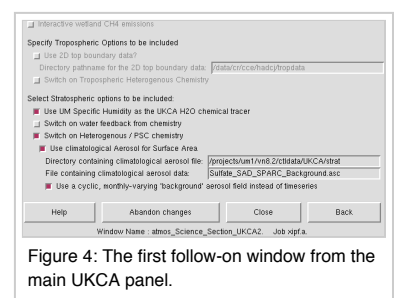 Interactive wetland CH4 emissions
Specify Tropospheric Options to be included
Use 2D top boundary data?
Directory pathname for the 2D top boundary data: /data/cr/cce/hadcj/tropdata
Switch on Tropospheric Heterogenous Chemistry
Select Stratospheric options to be included:
Use UM Specific Humidity as the UKCA H2O chemical tracer
Switch on water feedback from chemistry
Switch on Heterogenous / PSC chemistry
Use climatological Aerosol for Surface Area
Directory containing climatological aerosol file: /projects/um1/vn8.2/ctldata/UKCA/strat
File containing climatological aerosol data: Sulfate_SAD_SPARC_Background.asc
Use a cyclic, monthly-varying 'background' aerosol field instead of timeseries
Help Abandon changes Close Back
Window Name : atmos_Science_Section_UKCA2. Job xipf.a.
Figure 4: The first follow-on window from the
main UKCA panel.